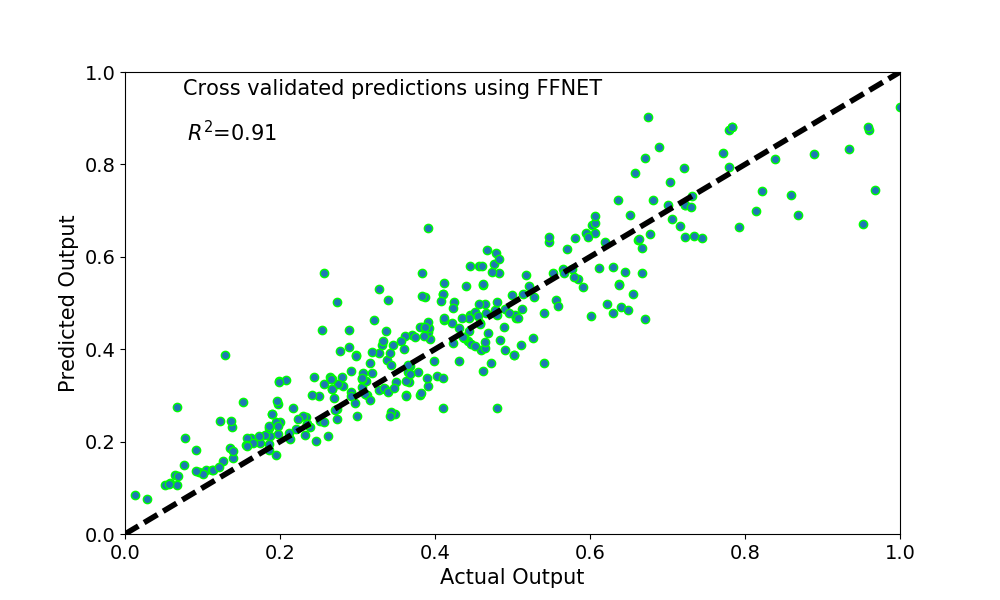 Cross validated predictions using FFNET
R²=0.91
1.0
0.8
0.6
0.4
0.2
0.0
Predicted Output
0.0 0.2 0.4 0.6 0.8 1.0
Actual Output